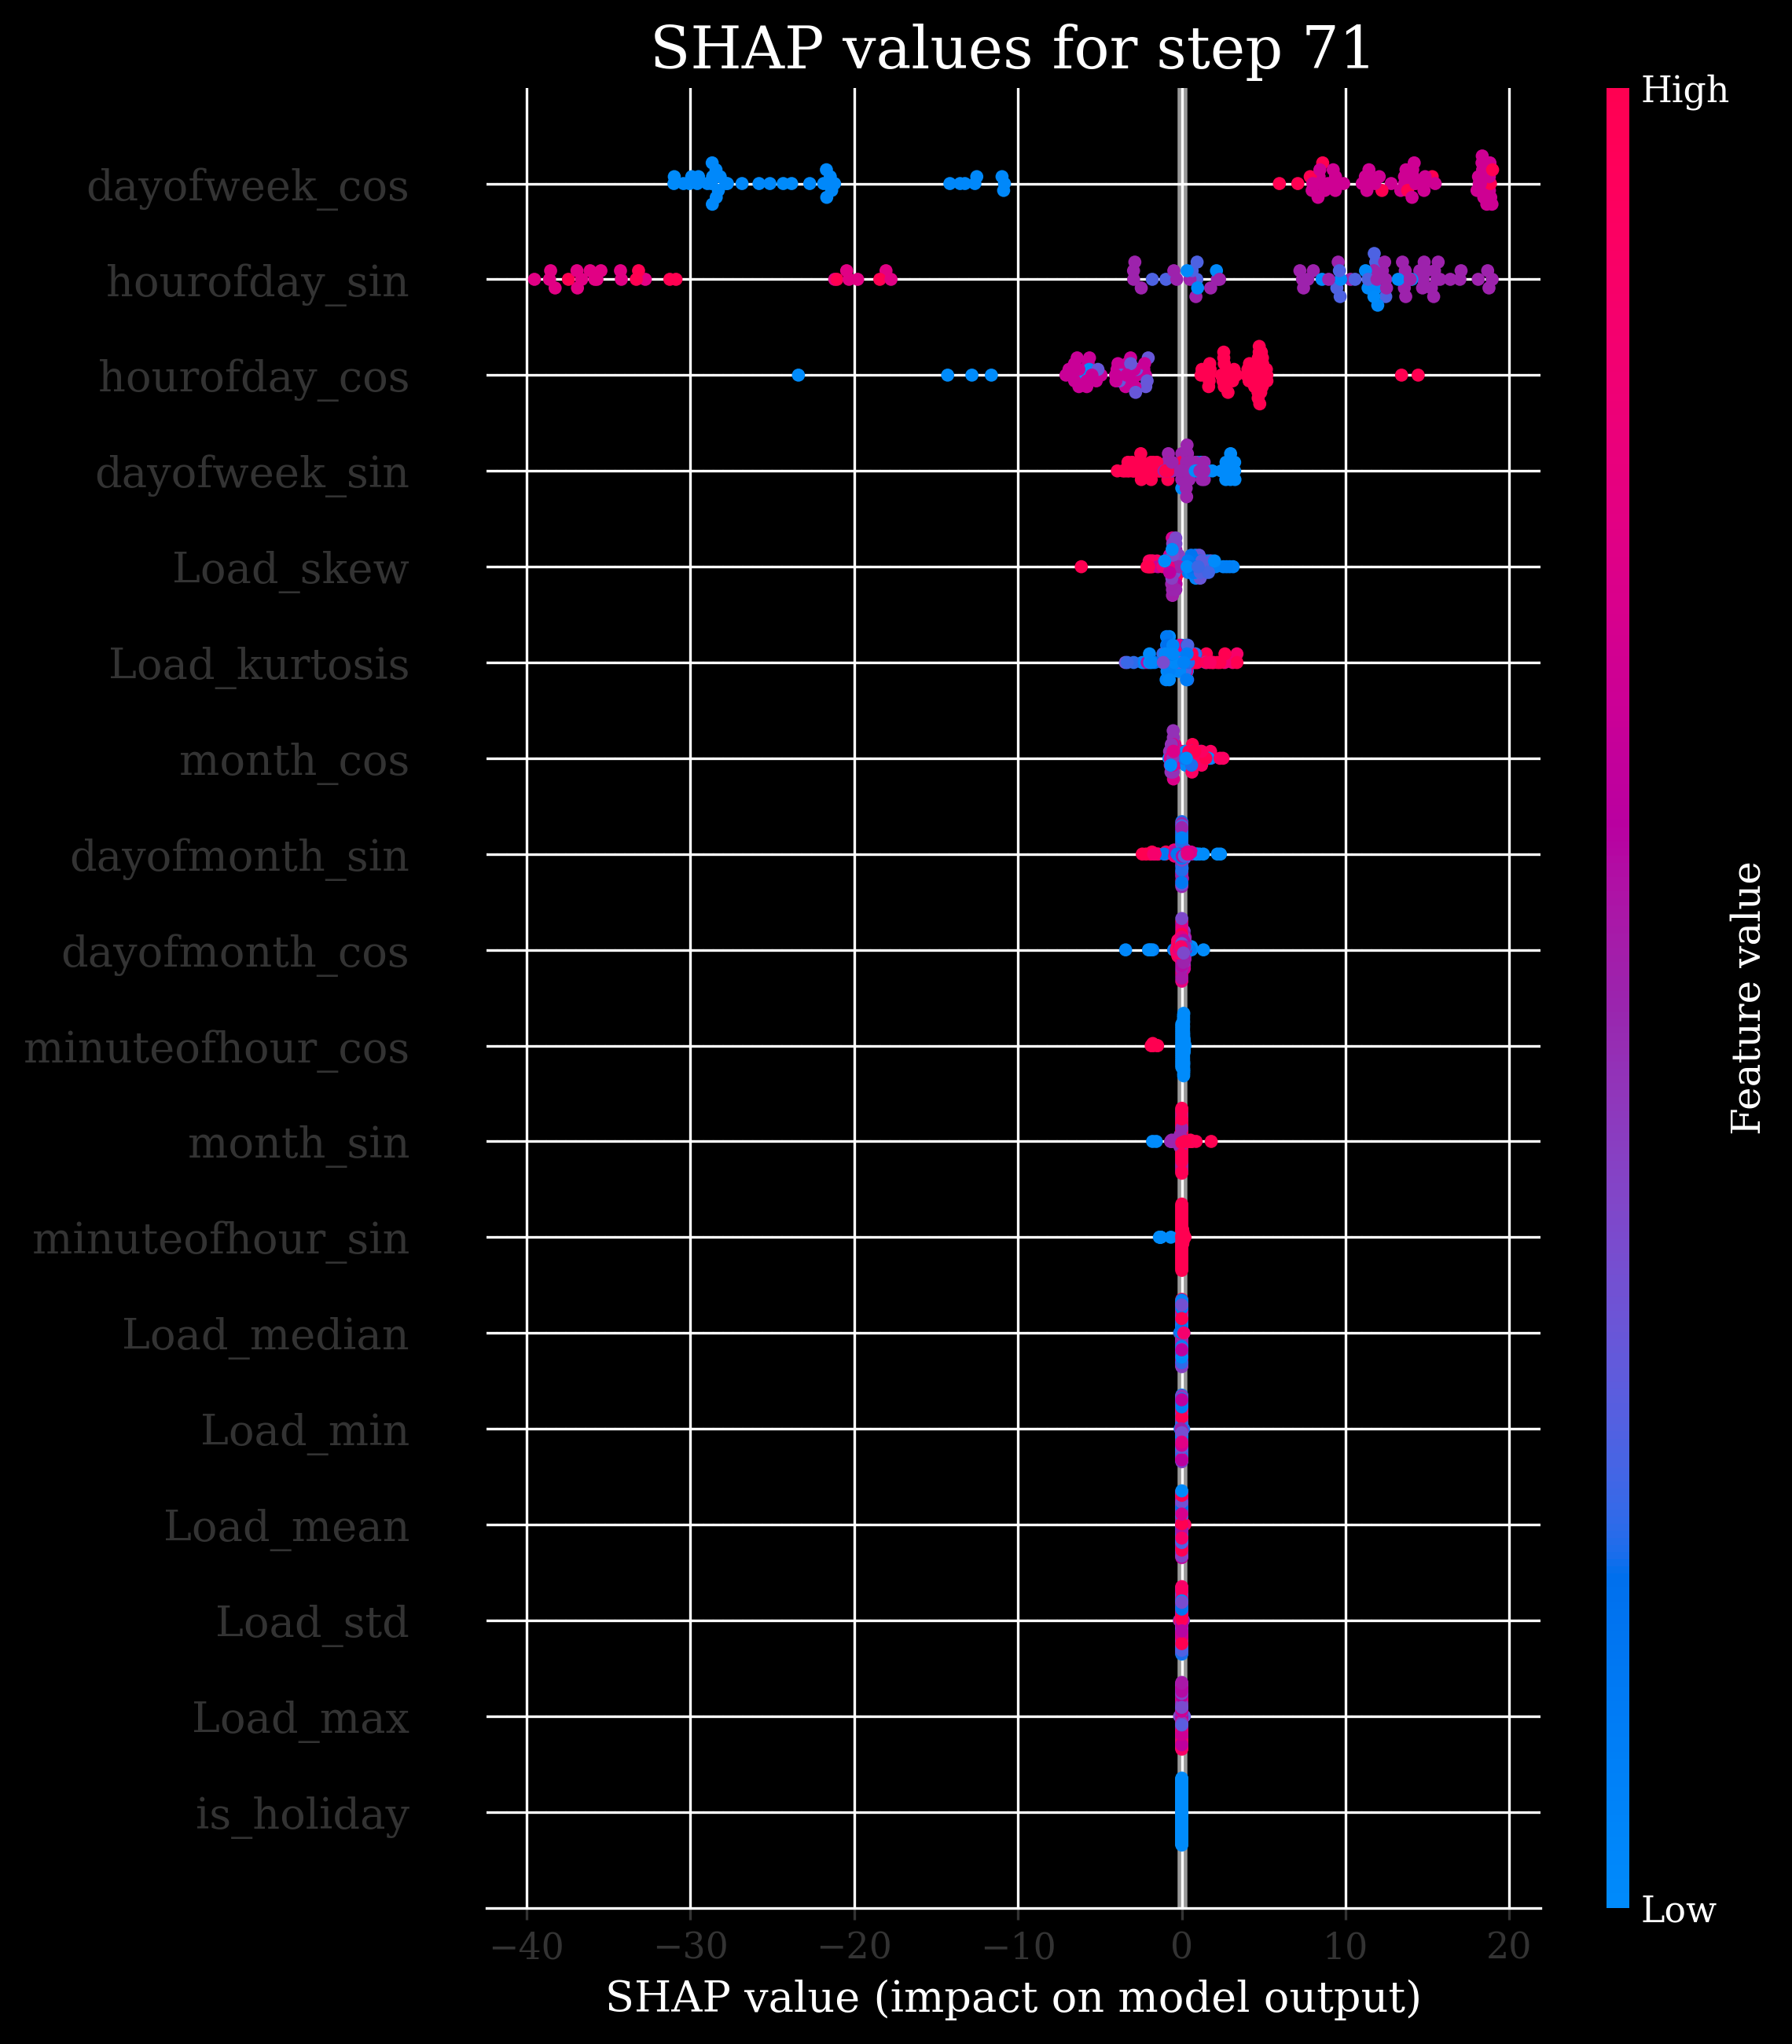 SHAP values for step 71
High
dayofweek_cos
hourofday_sin
hourofday_cos
dayofweek_sin
Load_skew
Load_kurtosis
month_cos
dayofmonth_sin
dayofmonth_cos
minuteofhour_cos
month_sin
minuteofhour_sin
Load_median
Load_min
Load_mean
Load_std
Load_max
is_holiday
Feature value
Low
−40 −30 −20 −10 0 10 20
SHAP value (impact on model output)